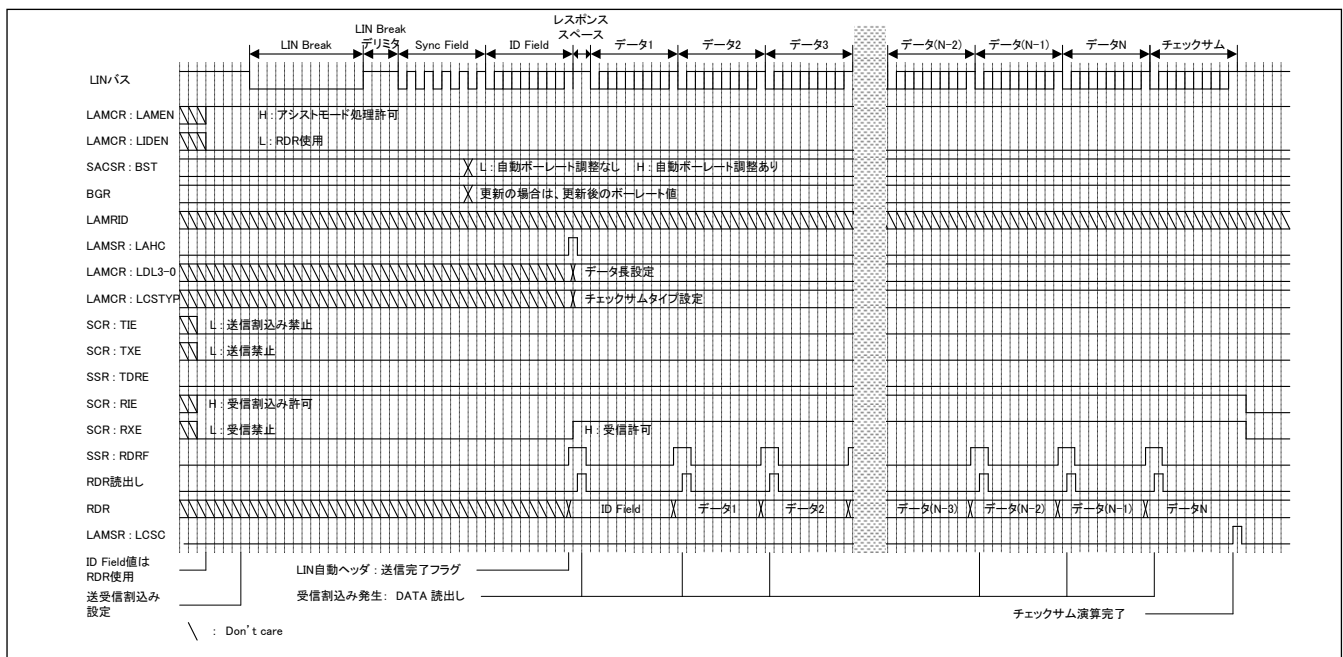 レスポンス
スペース
LIN Break
デリミタ
LIN Break
Sync Field
ID Field
データ1
データ2
データ3
データ(N-2)
データ(N-1)
データN
チェックサム
LINバス
LAMCR : LAMEN
H : アシストモード処理許可
LAMCR : LIDEN
L : RDR使用
SACSR : BST
L : 自動ボーレート調整なし H : 自動ボーレート調整あり
BGR
更新の場合は、更新後のボーレート値
LAMRID
LAMSR : LAHC
LAMCR : LDL3-0
データ長設定
LAMCR : LCSTYP
チェックサムタイプ設定
SCR : TIE
L : 送信割込み禁止
SCR : TXE
L : 送信禁止
SSR : TDRE
SCR : RIE
H : 受信割込み許可
SCR : RXE
L : 受信禁止
H : 受信許可
SSR : RDRF
RDR読出し
RDR
ID Field
データ1
データ2
データ(N-3)
データ(N-2)
データ(N-1)
データN
LAMSR : LCSC
ID Field値は
RDR使用
LIN自動ヘッダ : 送信完了フラグ
送受信割込み
設定
受信割込み発生: DATA 読出し
チェックサム演算完了
: Don't care